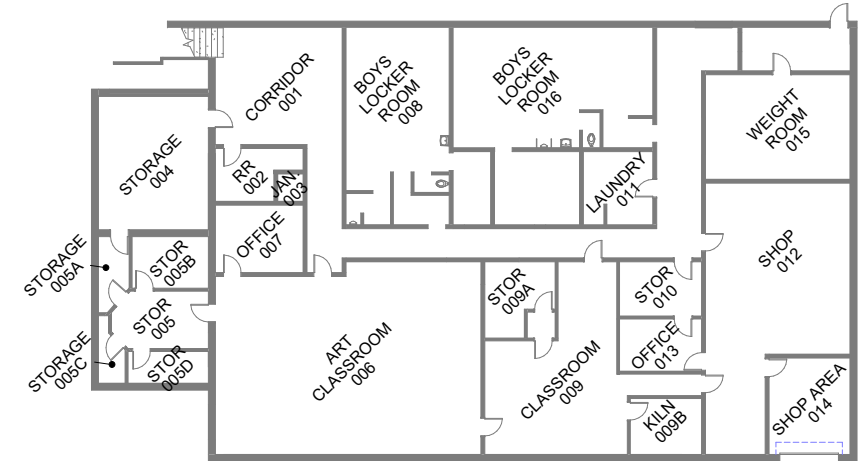 CORRIDOR
001
BOYS
LOCKER
ROOM
008
BOYS
LOCKER
ROOM
016
WEIGHT
ROOM
015
STORAGE
004
RR
002
JAN
003
LAUNDRY
011
OFFICE
007
SHOP
012
STORAGE
005A
STOR
005B
STOR
005
STOR
009A
STOR
010
STORAGE
005C
STOR
005D
ART
CLASSROOM
006
CLASSROOM
009
OFFICE
013
KILN
009B
SHOP AREA
014